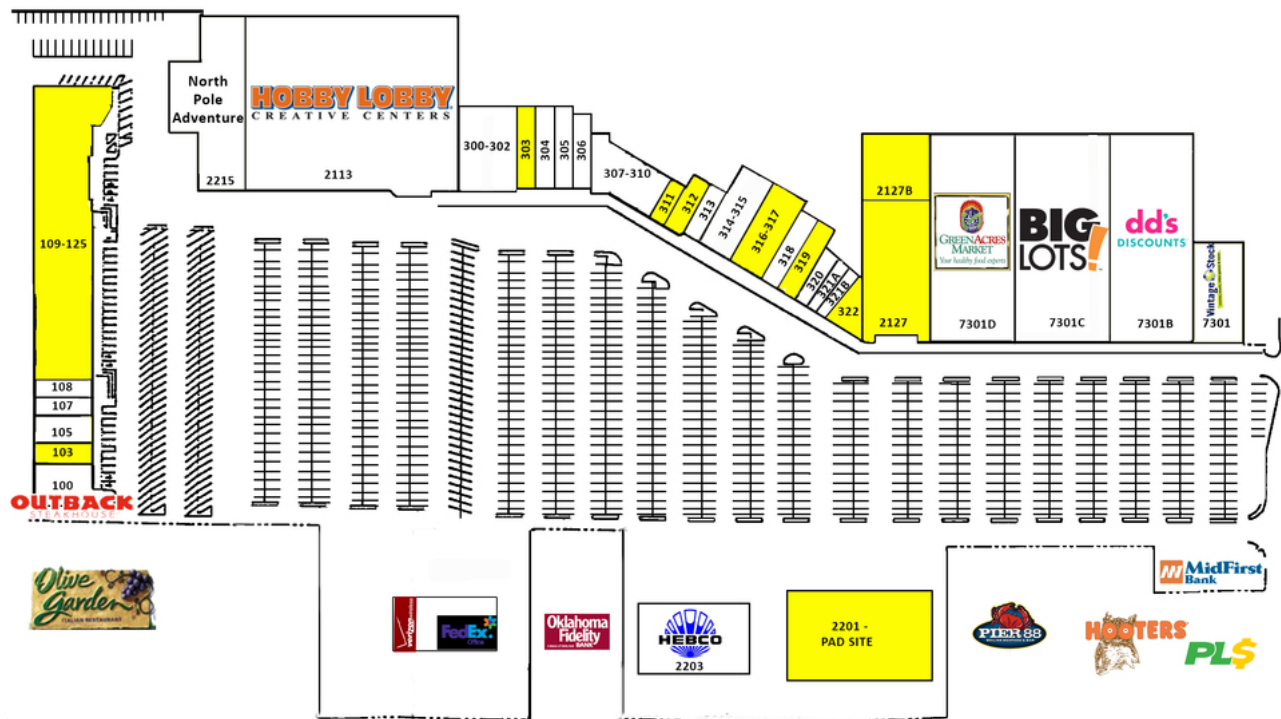 North
Pole
Adventure
2215
HOBBY LOBBY
CREATIVE CENTERS
2113
300-302
303
304
305
306
307-310
311
312
313
314-315
316-317
318
319
320
321A
321B
322
2127B
2127
GREENACRES
MARKET
Your healthy food experts
7301D
BIG
LOTS!
7301C
dd's
DISCOUNTS
7301B
Vintage Stock
7301
109-125
108
107
105
103
100
OUTBACK
STEAKHOUSE
Olive
Garden
ITALIAN RESTAURANT
verizon
FedEx
Office
Oklahoma
Fidelity
BANK
HEBCO
2203
2201 -
PAD SITE
PIER 88
HOOTERS
PL$
MidFirst
Bank